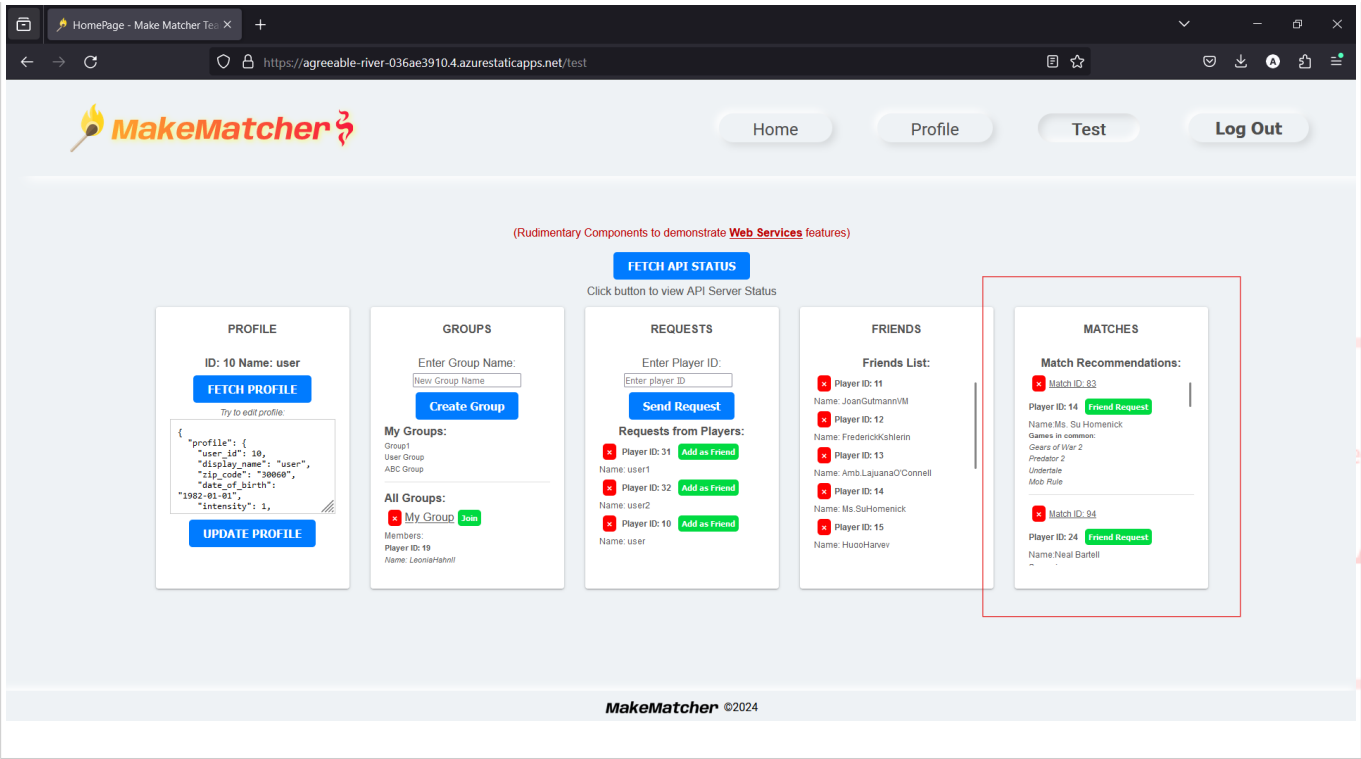 HomePage - Make Matcher Tea
https://agreeable-river-036ae3910.4.azurestaticapps.net/test
MakeMatcher
Home
Profile
Test
Log Out
(Rudimentary Components to demonstrate Web Services features)
FETCH API STATUS
Click button to view API Server Status
PROFILE
ID: 10 Name: user
FETCH PROFILE
Try to edit profile:
{
"profile": {
"user_id": 10,
"display_name": "user",
"zip_code": "30060",
"date_of_birth":
"1982-01-01",
"intensity": 1,
UPDATE PROFILE
GROUPS
Enter Group Name:
New Group Name
Create Group
My Groups:
Group1
User Group
ABC Group
All Groups:
× My Group Join
Members:
Player ID: 19
Name: LeoniaHahnII
REQUESTS
Enter Player ID:
Enter player ID
Send Request
Requests from Players:
× Player ID: 31 Add as Friend
Name: user1
× Player ID: 32 Add as Friend
Name: user2
× Player ID: 10 Add as Friend
Name: user
FRIENDS
Friends List:
× Player ID: 11
Name: JoanGutmannVM
× Player ID: 12
Name: FrederickKshlerin
× Player ID: 13
Name: Amb.LajuanaO'Connell
× Player ID: 14
Name: Ms.SuHomenick
× Player ID: 15
Name: HugoHarvey
MATCHES
Match Recommendations:
× Match ID: 83
Player ID: 14 Friend Request
Name:Ms. Su Homenick
Games in common:
Gears of War 2
Predator 2
Undertale
Mob Rule
× Match ID: 94
Player ID: 24 Friend Request
Name:Neal Bartell
MakeMatcher ©2024